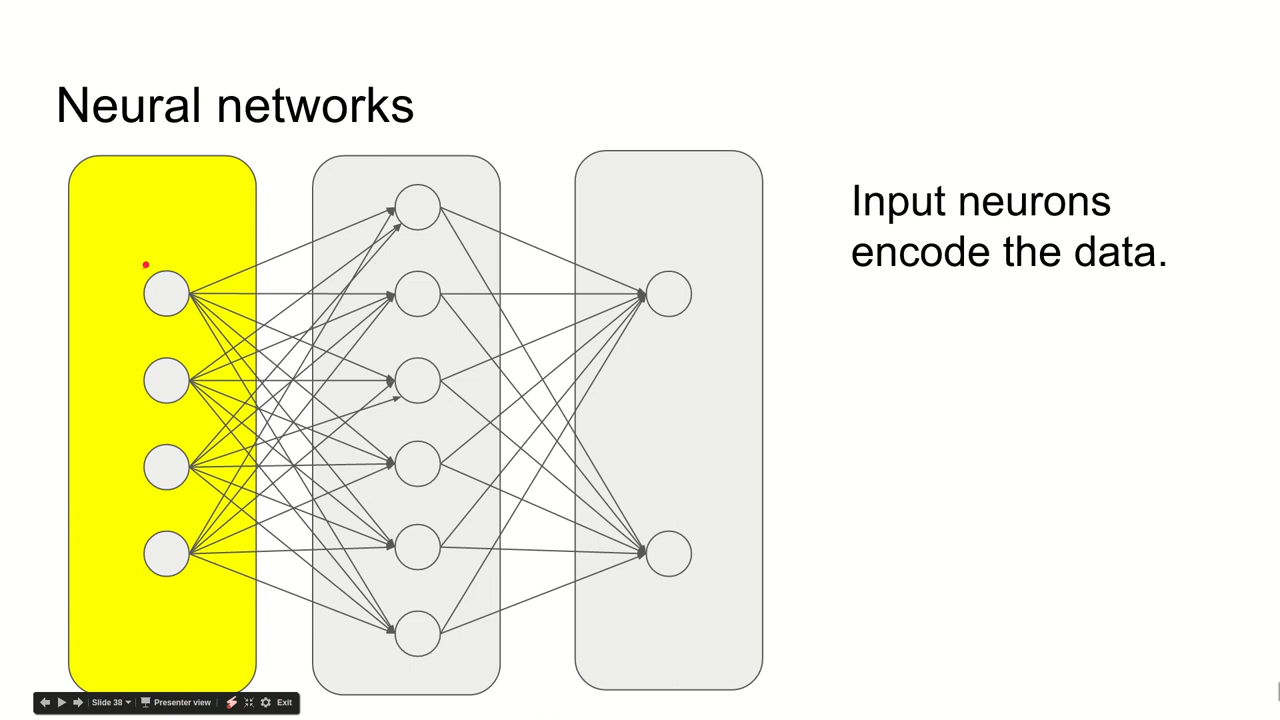 Neural networks
Input neurons
encode the data.
Slide 38
Presenter view
Exit